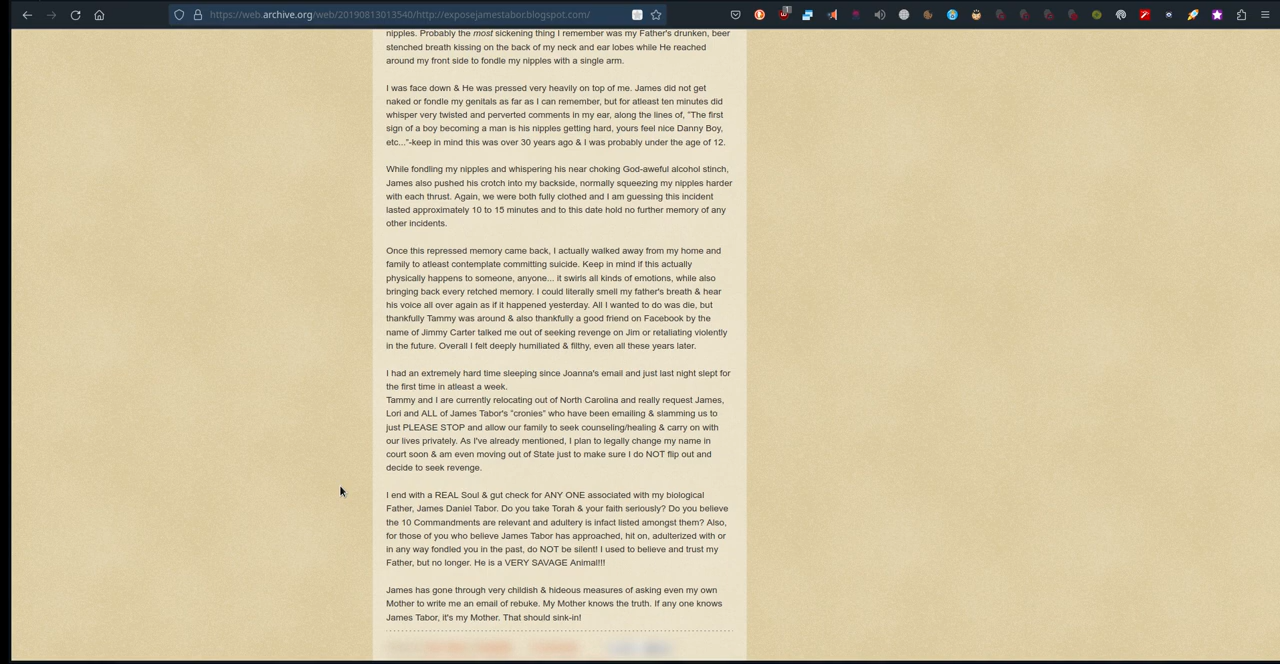 https://web.archive.org/web/20190813013540/http://exposejamestabor.blogspot.com/
nipples. Probably the most sickening thing I remember was my Father's drunken, beer
stenched breath kissing on the back of my neck and ear lobes while He reached
around my front side to fondle my nipples with a single arm.
I was face down & He was pressed very heavily on top of me. James did not get
naked or fondle my genitals as far as I can remember, but for atleast ten minutes did
whisper very twisted and perverted comments in my ear, along the lines of, "The first
sign of a boy becoming a man is his nipples getting hard, yours feel nice Danny Boy,
etc..."-keep in mind this was over 30 years ago & I was probably under the age of 12.
While fondling my nipples and whispering his near choking God-aweful alcohol stinch,
James also pushed his crotch into my backside, normally squeezing my nipples harder
with each thrust. Again, we were both fully clothed and I am guessing this incident
lasted approximately 10 to 15 minutes and to this date hold no further memory of any
other incidents.
Once this repressed memory came back, I actually walked away from my home and
family to atleast contemplate committing suicide. Keep in mind if this actually
physically happens to someone, anyone... it swirls all kinds of emotions, while also
bringing back every retched memory. I could literally smell my father's breath & hear
his voice all over again as if it happened yesterday. All I wanted to do was die, but
thankfully Tammy was around & also thankfully a good friend on Facebook by the
name of Jimmy Carter talked me out of seeking revenge on Jim or retaliating violently
in the future. Overall I felt deeply humiliated & filthy, even all these years later.
I had an extremely hard time sleeping since Joanna's email and just last night slept for
the first time in atleast a week.
Tammy and I are currently relocating out of North Carolina and really request James,
Lori and ALL of James Tabor's "cronies" who have been emailing & slamming us to
just PLEASE STOP and allow our family to seek counseling/healing & carry on with
our lives privately. As I've already mentioned, I plan to legally change my name in
court soon & am even moving out of State just to make sure I do NOT flip out and
decide to seek revenge.
I end with a REAL Soul & gut check for ANY ONE associated with my biological
Father, James Daniel Tabor. Do you take Torah & your faith seriously? Do you believe
the 10 Commandments are relevant and adultery is infact listed amongst them? Also,
for those of you who believe James Tabor has approached, hit on, adulterized with or
in any way fondled you in the past, do NOT be silent! I used to believe and trust my
Father, but no longer. He is a VERY SAVAGE Animal!!!
James has gone through very childish & hideous measures of asking even my own
Mother to write me an email of rebuke. My Mother knows the truth. If any one knows
James Tabor, it's my Mother. That should sink-in!